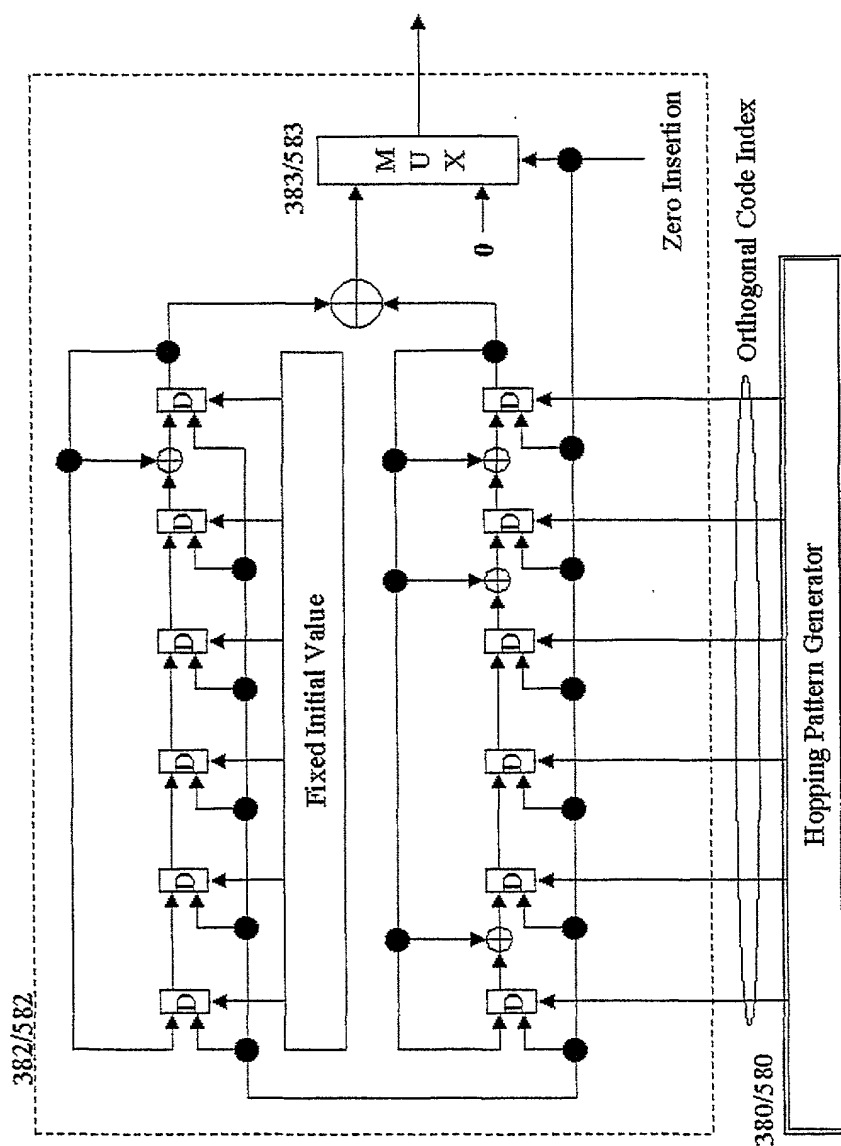 382/582
D
D
D
D
D
D
Fixed Initial Value
383/583
M
U
X
0
D
D
D
D
D
D
Zero Insertion
Orthogonal Code Index
380/580
Hopping Pattern Generator